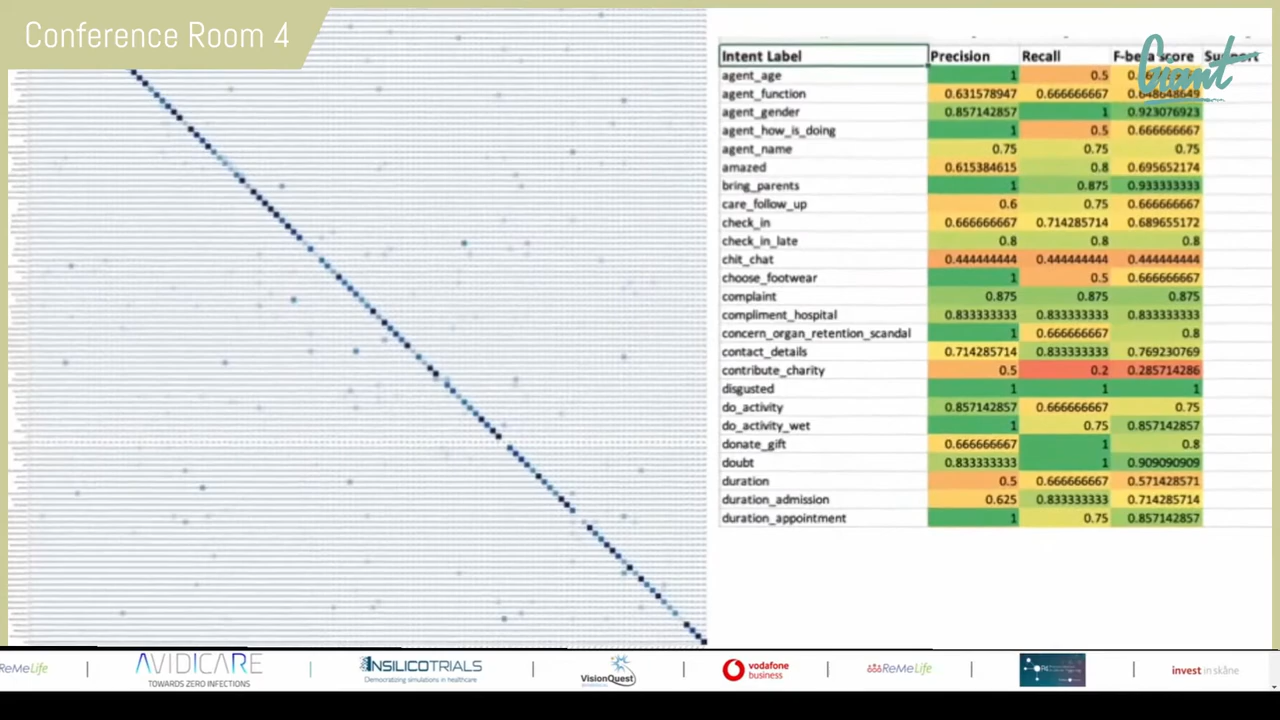 Conference Room 4
Giant
Intent Label Precision Recall F-beta score Support
agent_age 1 0.5
agent_function 0.631578947 0.666666667 0.648648649
agent_gender 0.857142857 1 0.923076923
agent_how_is_doing 1 0.5 0.666666667
agent_name 0.75 0.75 0.75
amazed 0.615384615 0.8 0.695652174
bring_parents 1 0.875 0.933333333
care_follow_up 0.6 0.75 0.666666667
check_in 0.666666667 0.714285714 0.689655172
check_in_late 0.8 0.8 0.8
chit_chat 0.444444444 0.444444444 0.444444444
choose_footwear 1 0.5 0.666666667
complaint 0.875 0.875 0.875
compliment_hospital 0.833333333 0.833333333 0.833333333
concern_organ_retention_scandal 1 0.666666667 0.8
contact_details 0.714285714 0.833333333 0.769230769
contribute_charity 0.5 0.2 0.285714286
disgusted 1 1 1
do_activity 0.857142857 0.666666667 0.75
do_activity_wet 1 0.75 0.857142857
donate_gift 0.666666667 1 0.8
doubt 0.833333333 1 0.909090909
duration 0.5 0.666666667 0.571428571
duration_admission 0.625 0.833333333 0.714285714
duration_appointment 1 0.75 0.857142857
ReMeLife AVIDICARE INSILICOTRIALS VisionQuest vodafone ReMeLife invest in skåne
TOWARDS ZERO INFECTIONS Democratizing simulations in healthcare business